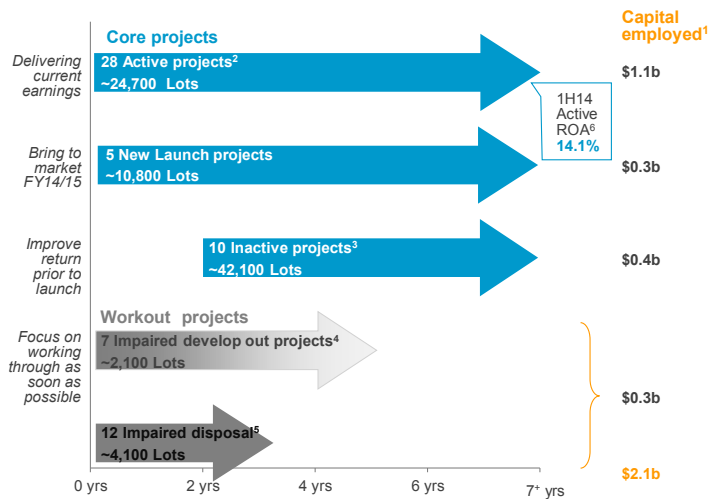 Core projects
Capital
employed1
Delivering
current
earnings
28 Active projects2
~24,700 Lots
$1.1b
1H14
Active
ROA6
14.1%
Bring to
market
FY14/15
5 New Launch projects
~10,800 Lots
$0.3b
Improve
return
prior to
launch
10 Inactive projects3
~42,100 Lots
$0.4b
Workout projects
Focus on
working
through as
soon as
possible
7 Impaired develop out projects4
~2,100 Lots
$0.3b
12 Impaired disposal5
~4,100 Lots
$2.1b
0 yrs
2 yrs
4 yrs
6 yrs
7+ yrs